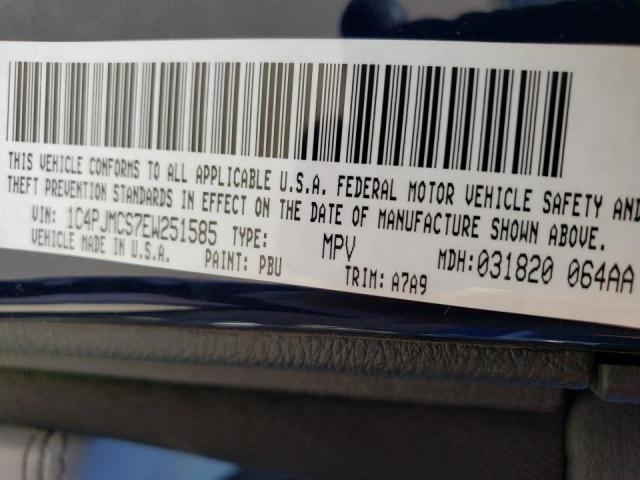 THIS VEHICLE CONFORMS TO ALL APPLICABLE U.S.A. FEDERAL MOTOR VEHICLE SAFETY AND
THEFT PREVENTION STANDARDS IN EFFECT ON THE DATE OF MANUFACTURE SHOWN ABOVE.
VIN: 1C4PJMCS7EW251585 TYPE: MPV MDH:031820 064AA
VEHICLE MADE IN U.S.A. PAINT: PBU TRIM: A7A9